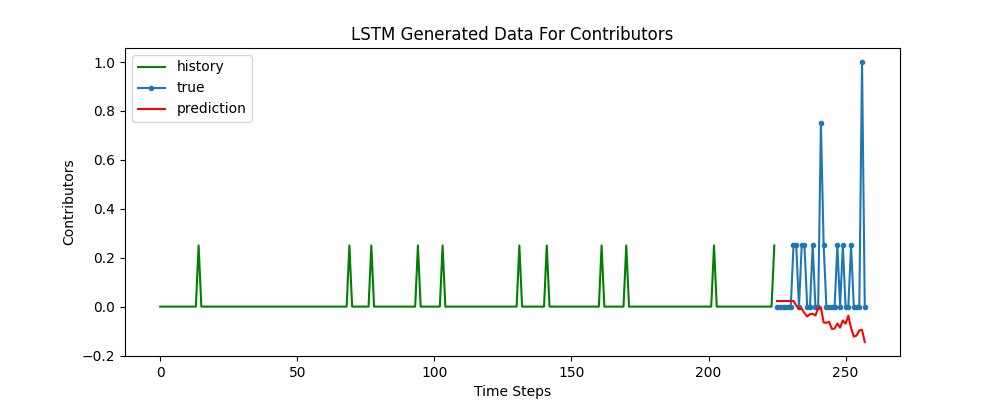 LSTM Generated Data For Contributors
history
true
prediction
Contributors
1.0
0.8
0.6
0.4
0.2
0.0
−0.2
0
50
100
150
200
250
Time Steps